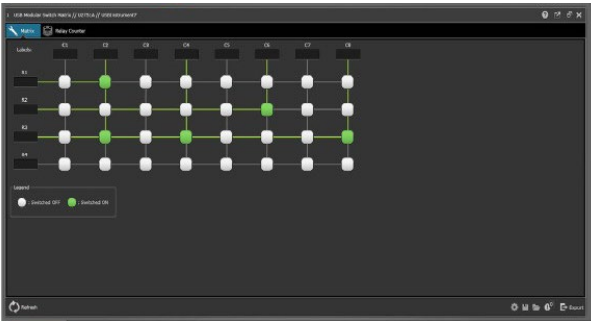 USB Modular Switch Matrix // U2751A // USBInstrument7
Matrix
Relay Counter
Labels:
C1 C2 C3 C4 C5 C6 C7 C8
R1
R2
R3
R4
Legend
: Switched OFF : Switched ON
Refresh
Export